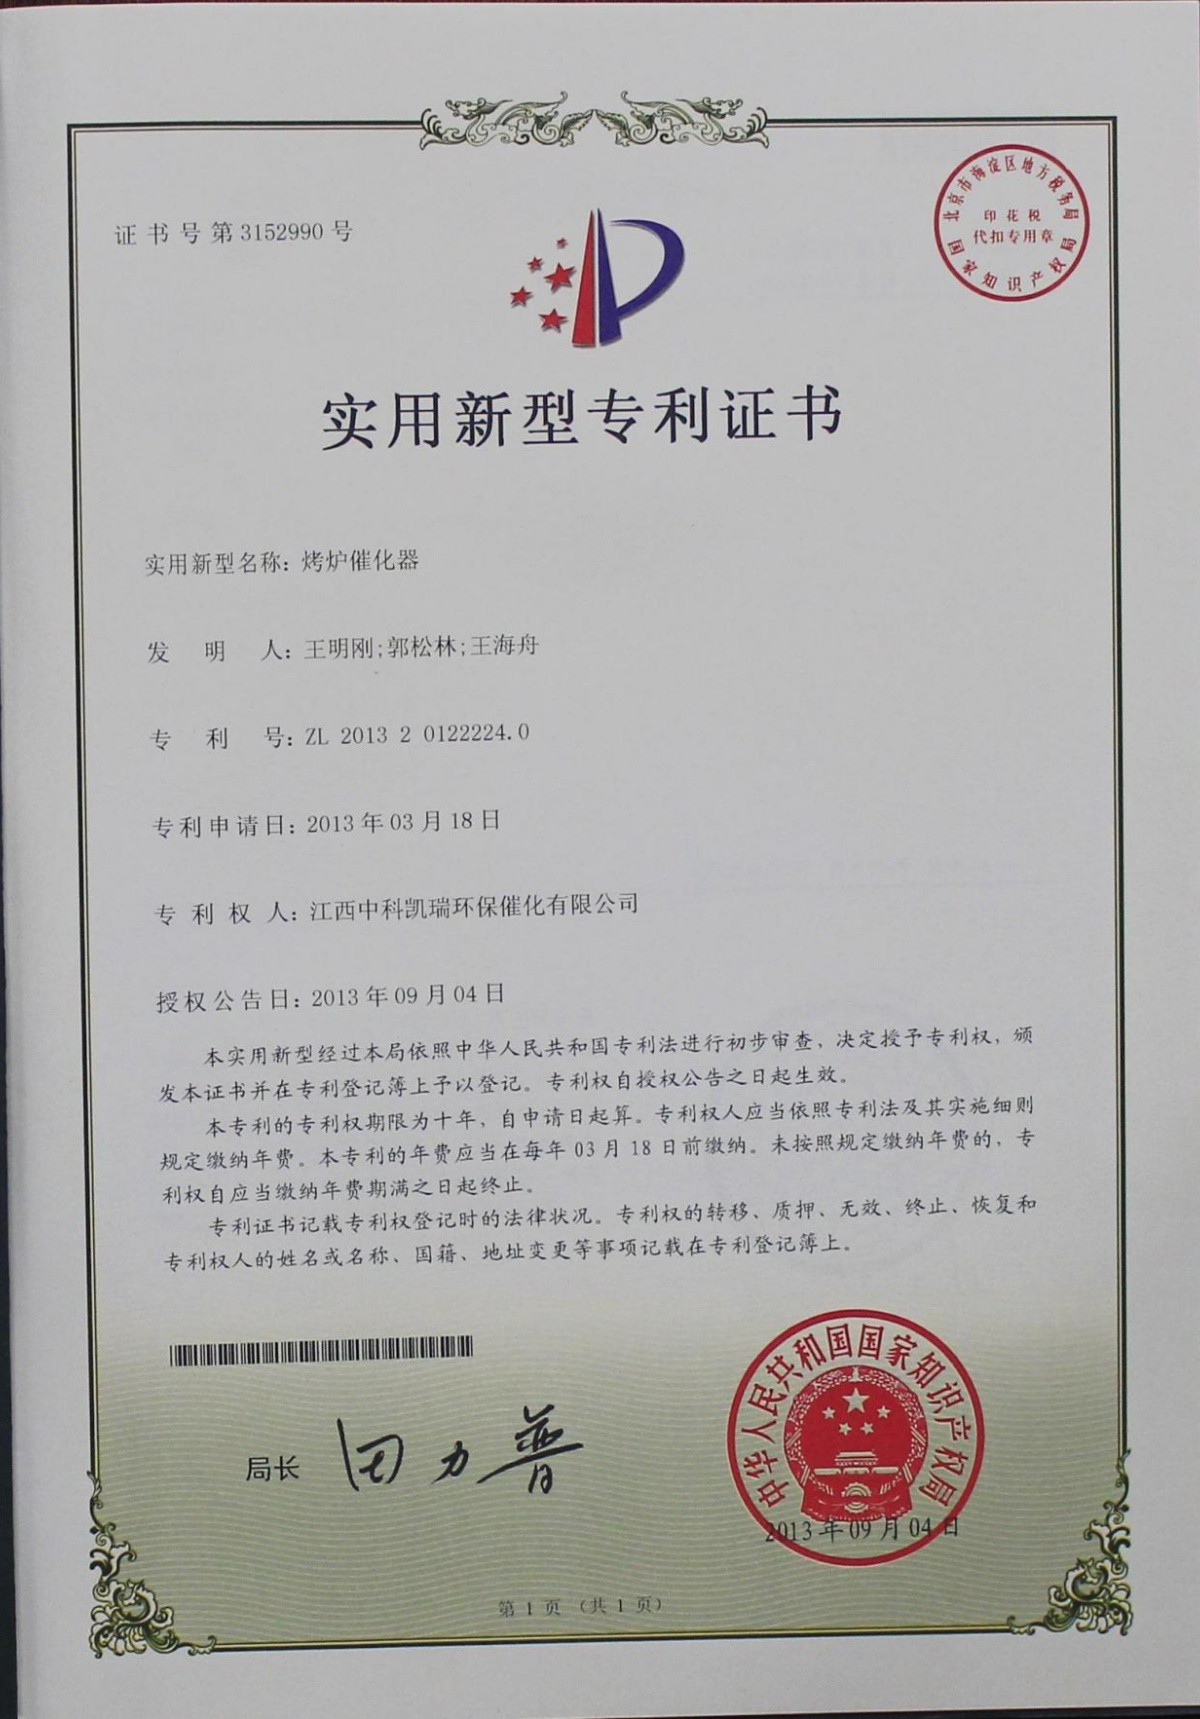 证书号第3152990号
北京市海淀区地方税务局
印花税
代扣专用章
国家知识产权局
实用新型专利证书
实用新型名称：烤炉催化器
发 明 人：王明刚;郭松林;王海舟
专 利 号：ZL 2013 2 0122224.0
专利申请日：2013年03月18日
专 利 权 人：江西中科凯瑞环保催化有限公司
授权公告日：2013年09月04日
本实用新型经过本局依照中华人民共和国专利法进行初步审查，决定授予专利权，颁
发本证书并在专利登记薄上予以登记。专利权自授权公告之日起生效。
本专利的专利权期限为十年，自申请日起算。专利权人应当依照专利法及其实施细则
规定缴纳年费。本专利的年费应当在每年03月18日前缴纳。未按照规定缴纳年费的，专
利权自应当缴纳年费期满之日起终止。
专利证书记载专利权登记时的法律状况。专利权的转移、质押、无效、终止、恢复和
专利权人的姓名或名称、国籍、地址变更等事项记载在专利登记薄上。
局长 田力普
中华人民共和国国家知识产权局
2013年09月04日
第1页（共1页）